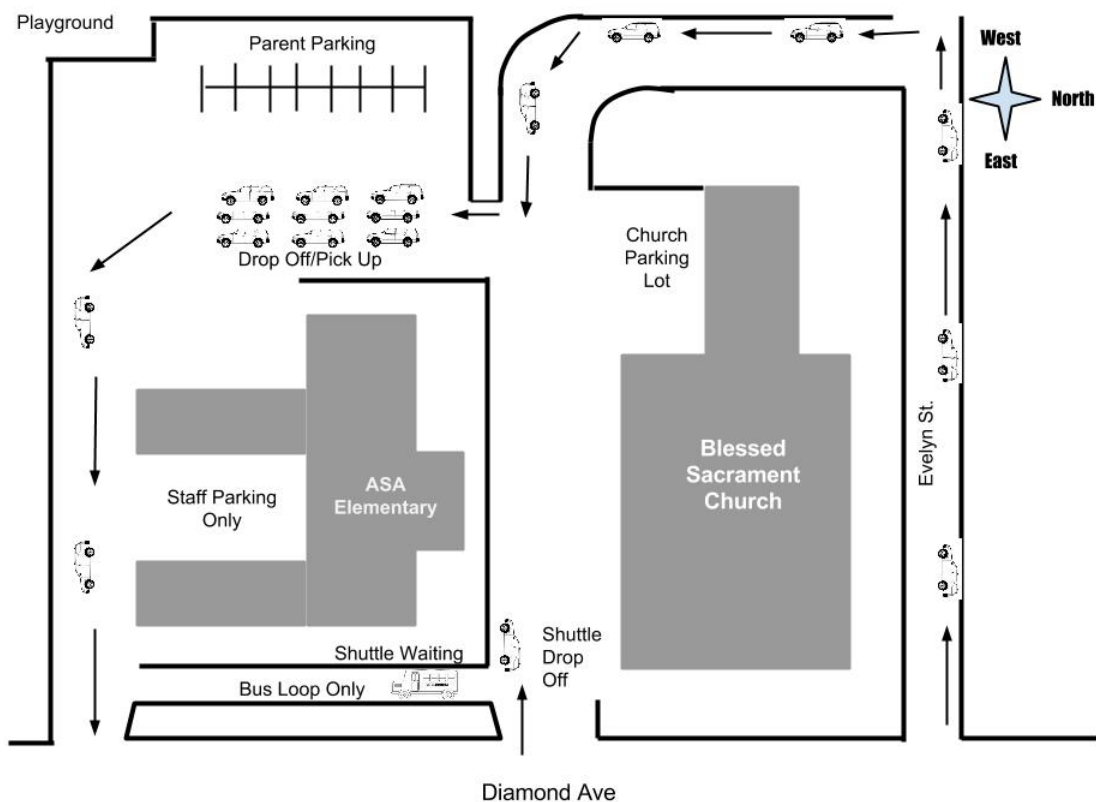 Playground
Parent Parking
West
North
East
Drop Off/Pick Up
Church
Parking
Lot
Evelyn St.
Blessed
Sacrament
Church
ASA
Elementary
Staff Parking
Only
Shuttle Waiting
Shuttle
Drop
Off
Bus Loop Only
Diamond Ave